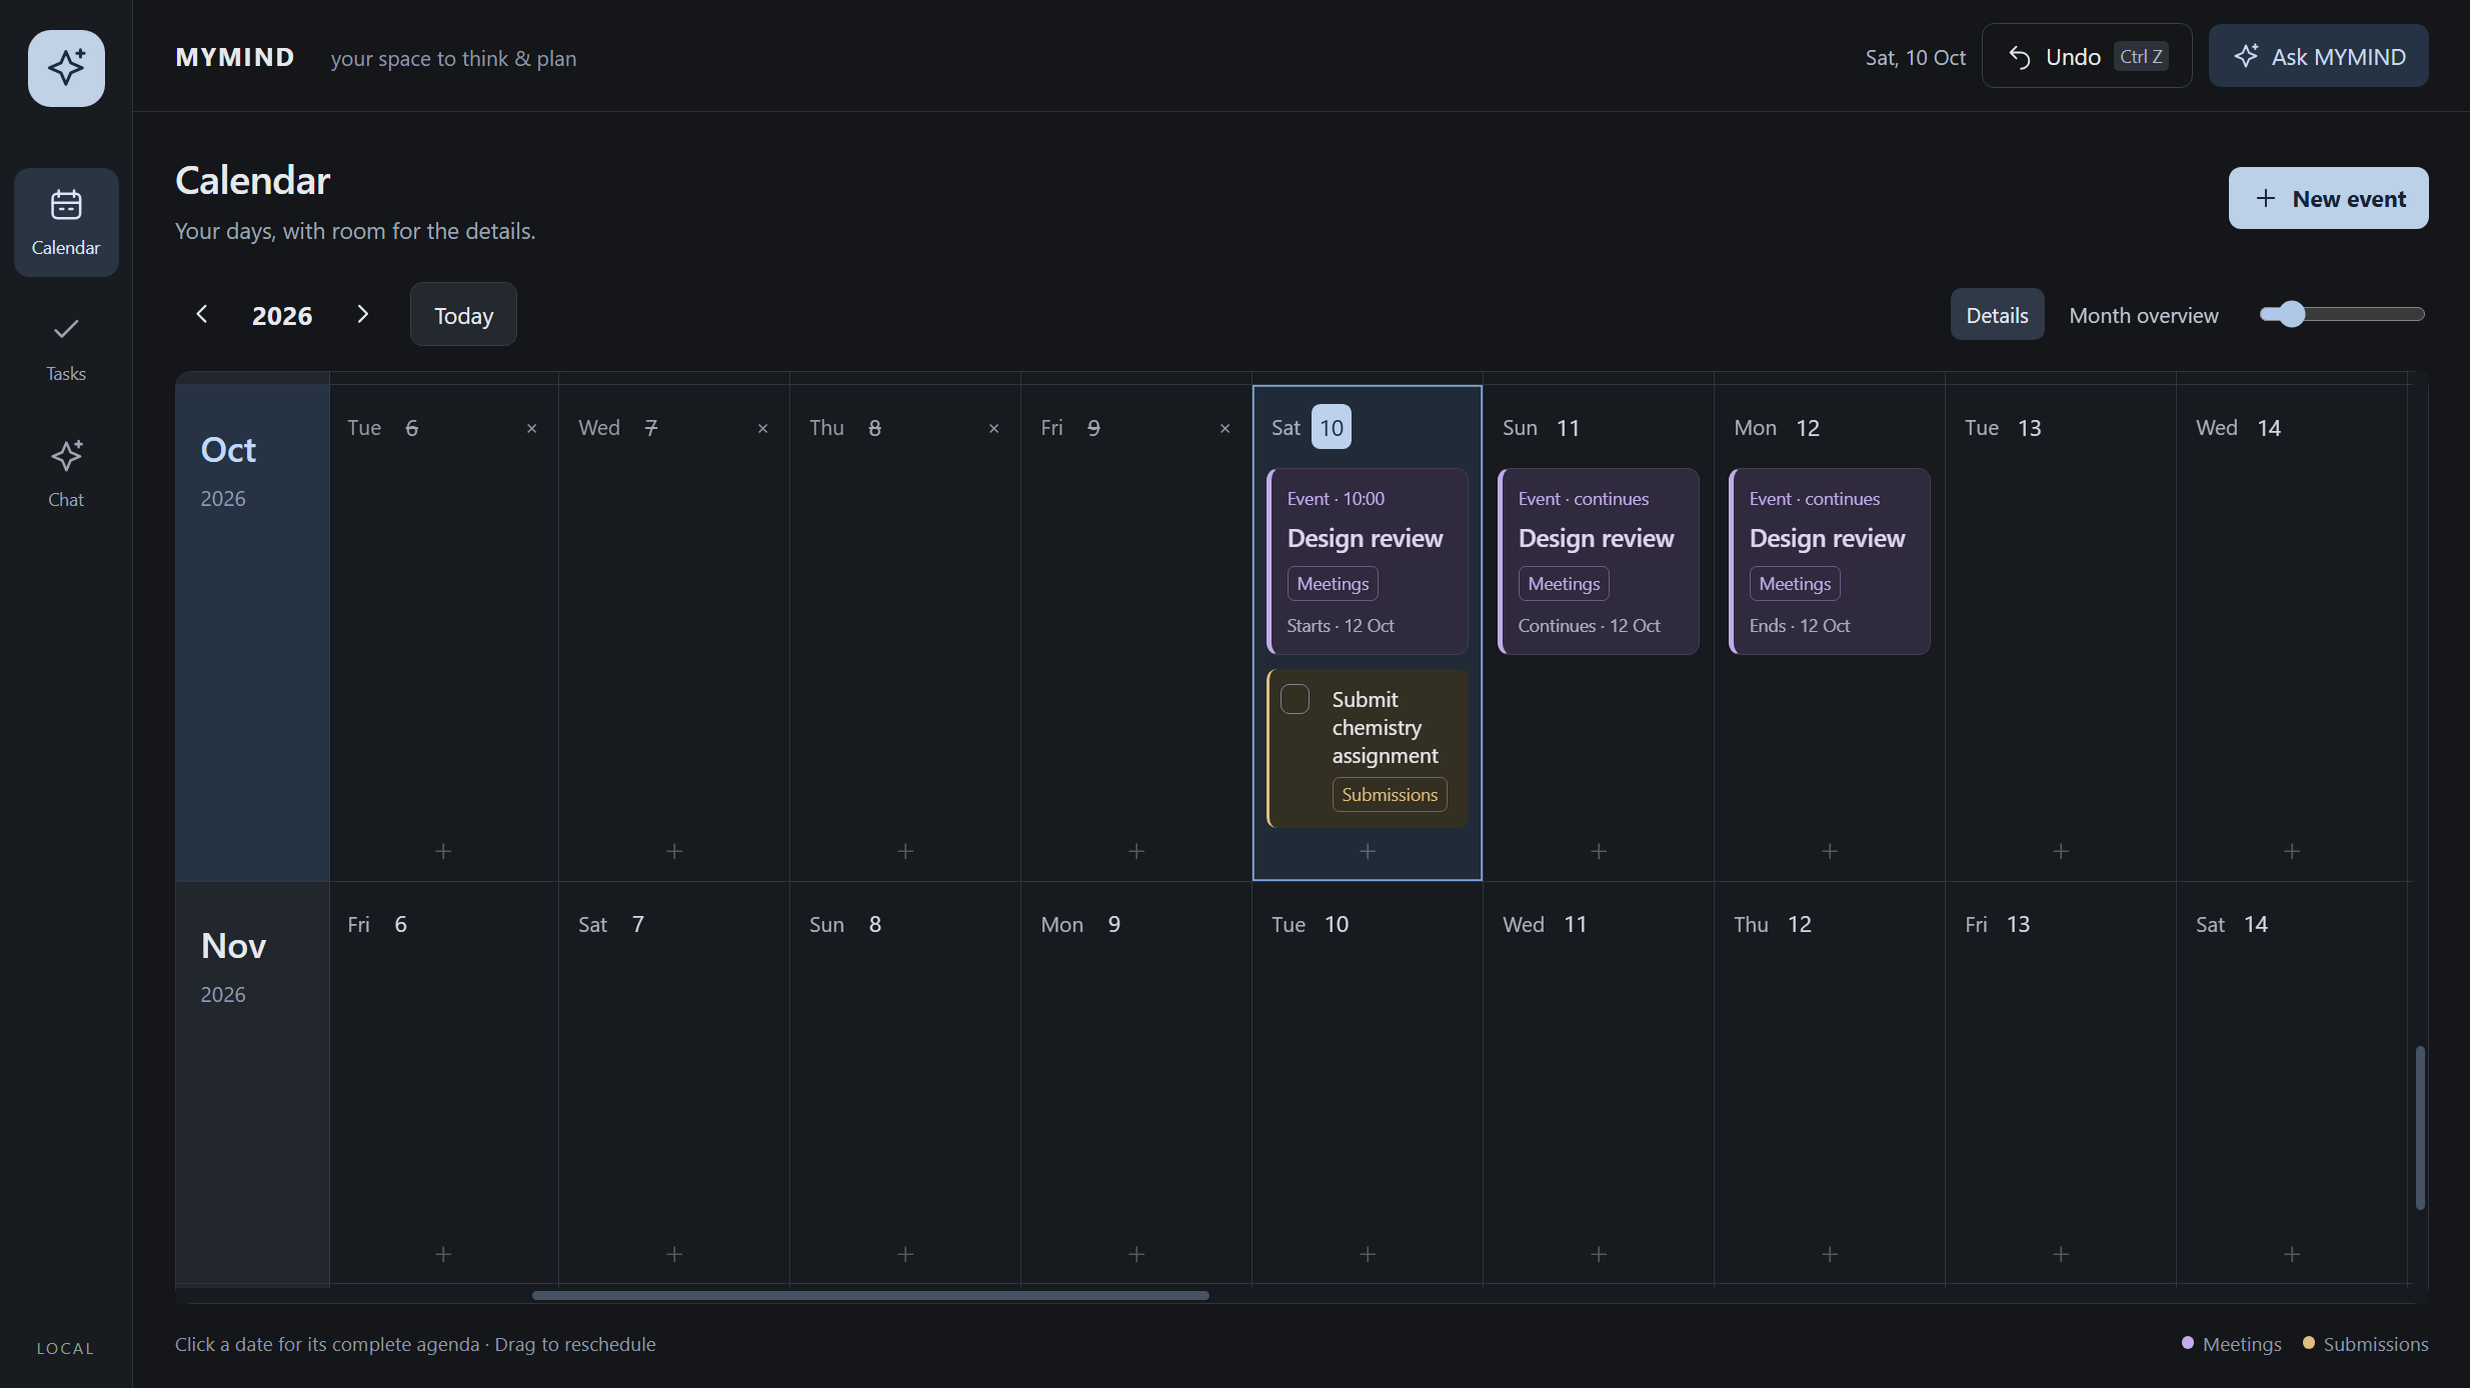 MYMIND your space to think & plan Sat, 10 Oct Undo Ctrl Z Ask MYMIND
Calendar
Your days, with room for the details.
New event
Calendar
Tasks
Chat
LOCAL
2026 Today Details Month overview
Oct
2026
Tue 6 × Wed 7 × Thu 8 × Fri 9 × Sat 10 Sun 11 Mon 12 Tue 13 Wed 14
Event · 10:00
Design review
Meetings
Starts · 12 Oct
Submit
chemistry
assignment
Submissions
Event · continues
Design review
Meetings
Continues · 12 Oct
Event · continues
Design review
Meetings
Ends · 12 Oct
+ + + + + + + + +
Nov
2026
Fri 6 Sat 7 Sun 8 Mon 9 Tue 10 Wed 11 Thu 12 Fri 13 Sat 14
+ + + + + + + + +
Click a date for its complete agenda · Drag to reschedule
Meetings Submissions